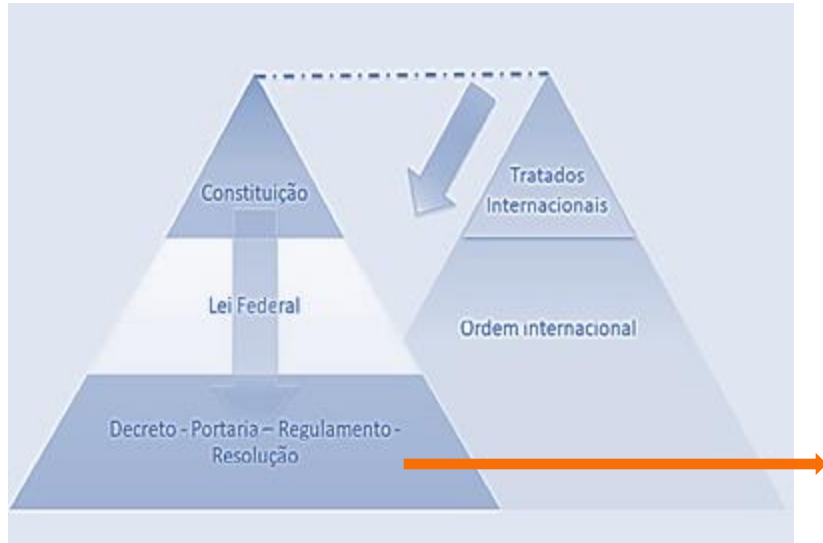 Constituição
Lei Federal
Decreto - Portaria – Regulamento -
Resolução
Tratados
Internacionais
Ordem internacional